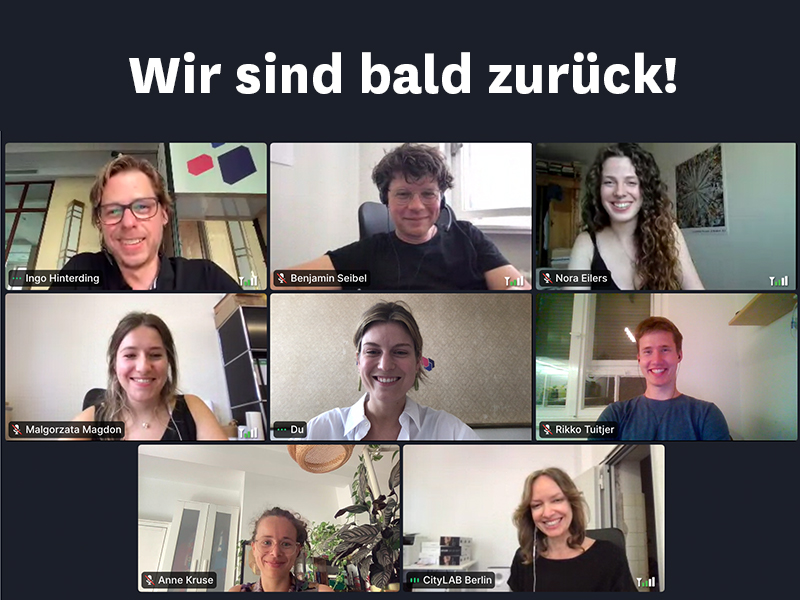 Wir sind bald zurück!
Ingo Hinterding
Benjamin Seibel
Nora Eilers
Malgorzata Magdon
Du
Rikko Tuitjer
Anne Kruse
CityLAB Berlin